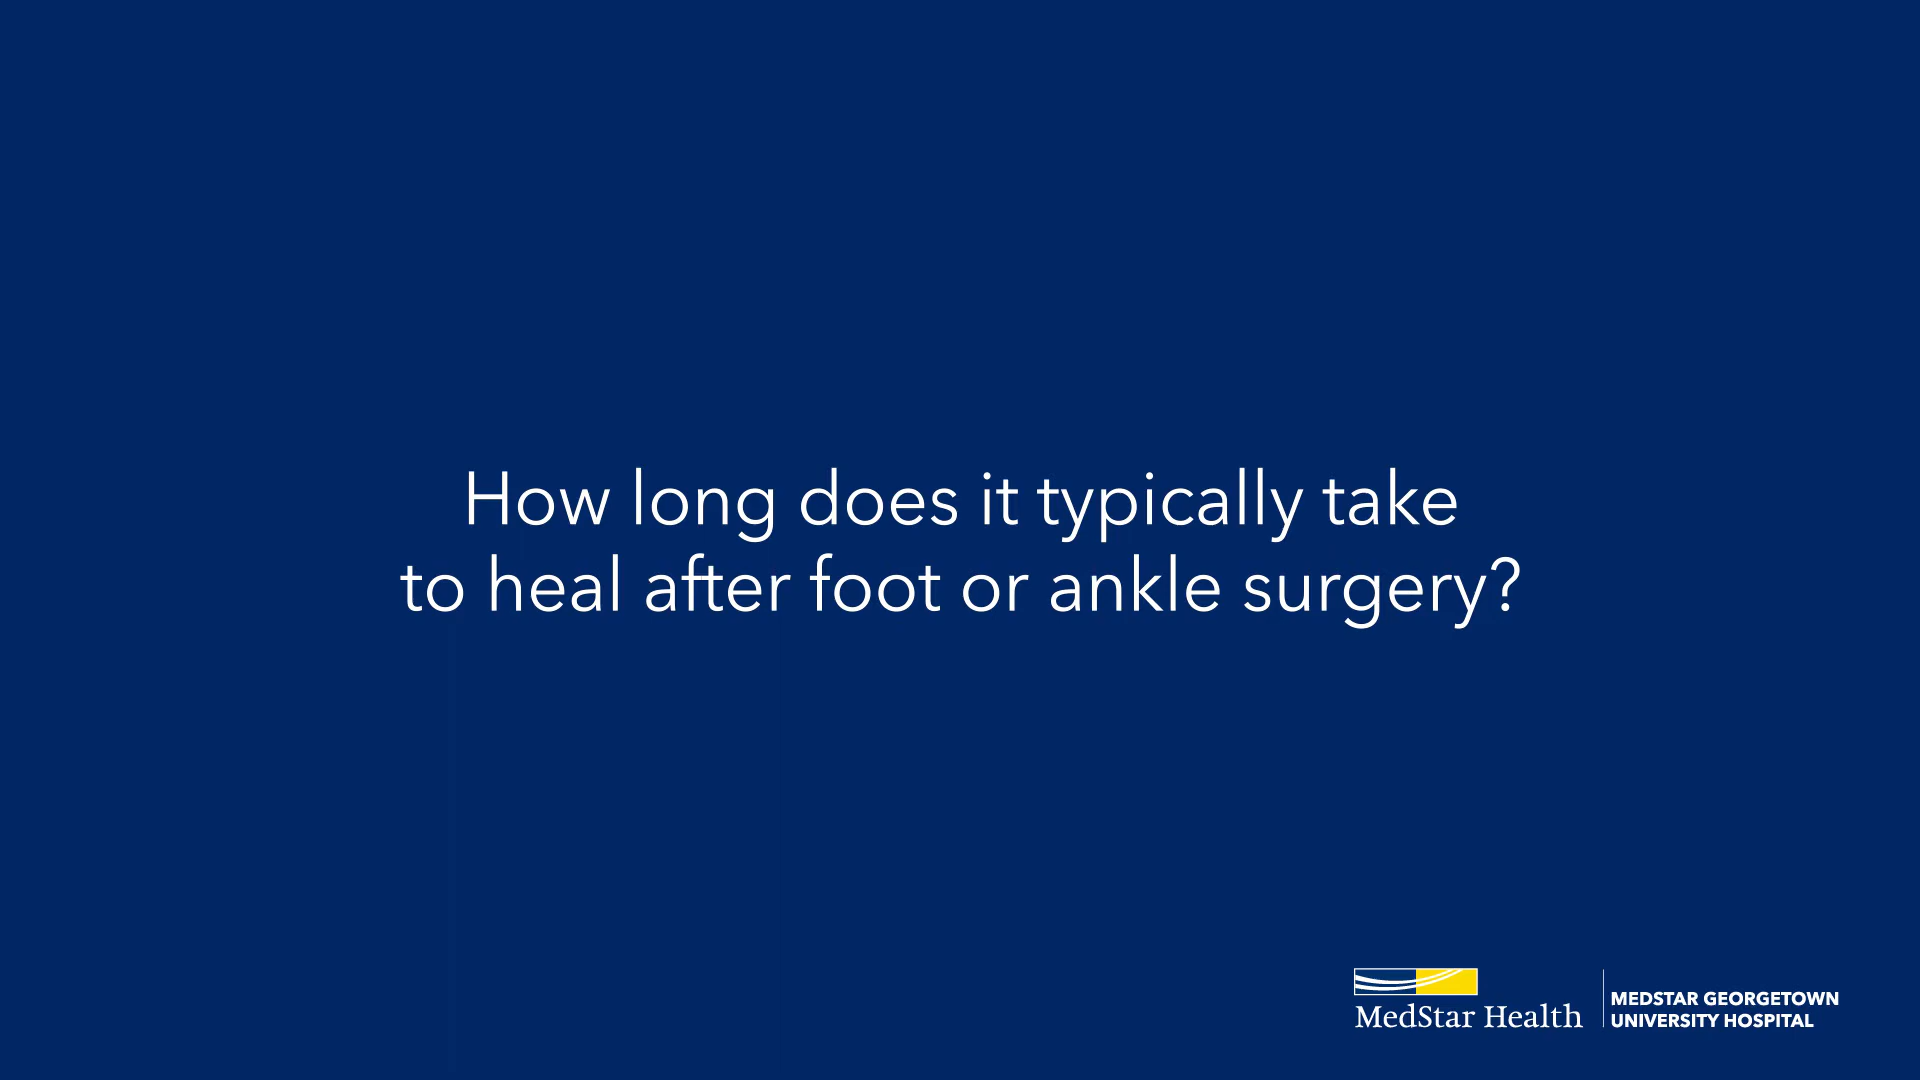 How long does it typically take
to heal after foot or ankle surgery?
MedStar Health
MEDSTAR GEORGETOWN
UNIVERSITY HOSPITAL